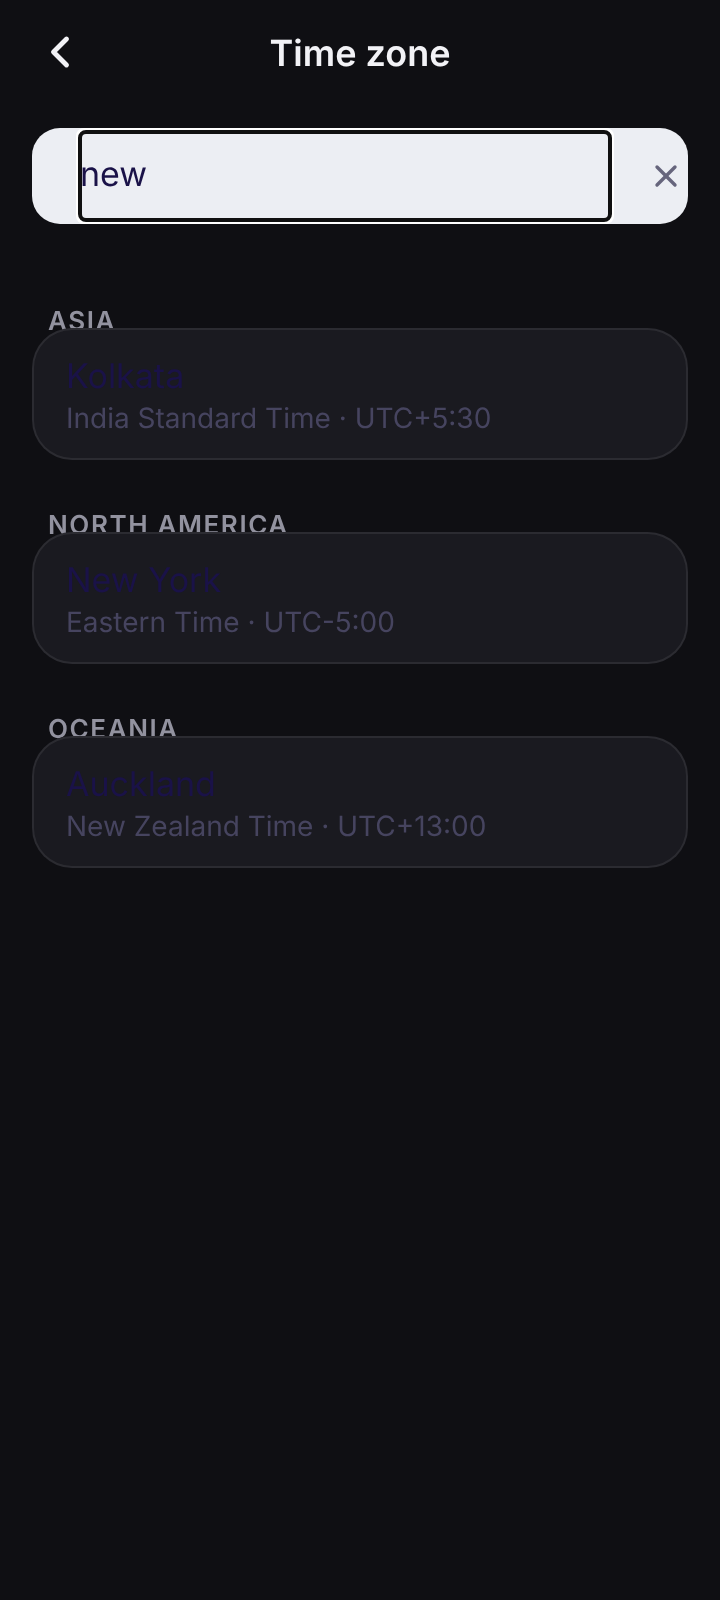 Time zone
new
ASIA
Kolkata
India Standard Time · UTC+5:30
NORTH AMERICA
New York
Eastern Time · UTC-5:00
OCEANIA
Auckland
New Zealand Time · UTC+13:00